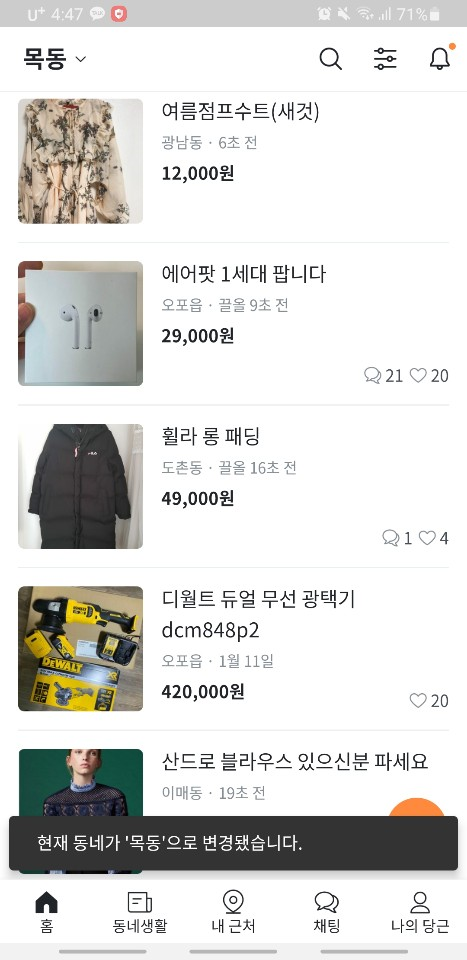 U+ 4:47 71%
목동
여름점프수트(새것)
광남동 · 6초 전
12,000원
에어팟 1세대 팝니다
오포읍 · 끌올 9초 전
29,000원
21 20
휠라 롱 패딩
도촌동 · 끌올 16초 전
49,000원
1 4
디월트 듀얼 무선 광택기
dcm848p2
오포읍 · 1월 11일
420,000원
20
DEWALT
산드로 블라우스 있으신분 파세요
이매동 · 19초 전
현재 동네가 '목동'으로 변경됐습니다.
홈 동네생활 내 근처 채팅 나의 당근